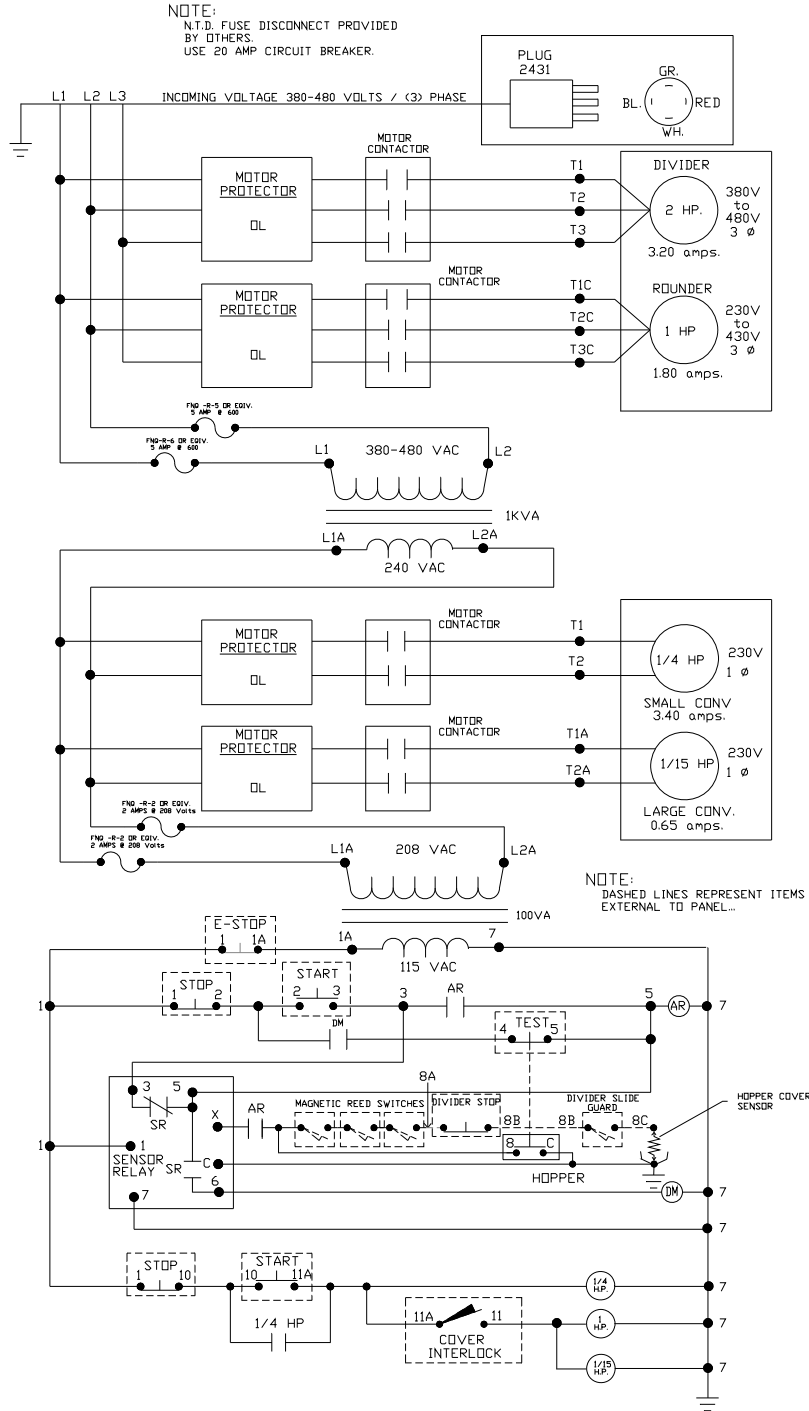 NOTE:
N.T.D. FUSE DISCONNECT PROVIDED
BY OTHERS.
USE 20 AMP CIRCUIT BREAKER.
PLUG
2431
GR.
BL.
RED
WH.
L1
L2
L3
INCOMING VOLTAGE 380-480 VOLTS / (3) PHASE
MOTOR
CONTACTOR
MOTOR
PROTECTOR
OL
T1
T2
T3
DIVIDER
2 HP.
380V
to
480V
3 Ø
3.20 amps.
MOTOR
CONTACTOR
MOTOR
PROTECTOR
OL
T1C
T2C
T3C
ROUNDER
1 HP
230V
to
430V
3 Ø
1.80 amps.
FNQ -R-5 OR EQIV.
5 AMP @ 600
FNQ-R-6 OR EQIV.
5 AMP @ 600
L1
380-480 VAC
L2
1KVA
L1A
L2A
240 VAC
MOTOR
CONTACTOR
MOTOR
PROTECTOR
OL
T1
T2
1/4 HP
230V
1 Ø
SMALL CONV
3.40 amps.
MOTOR
CONTACTOR
MOTOR
PROTECTOR
OL
T1A
T2A
1/15 HP
230V
1 Ø
LARGE CONV.
0.65 amps.
FNQ -R-2 OR EQIV.
2 AMPS @ 208 Volts
FNQ -R-2 OR EQIV.
2 AMPS @ 208 Volts
L1A
208 VAC
L2A
100VA
NOTE:
DASHED LINES REPRESENT ITEMS
EXTERNAL TO PANEL...
E-STOP
1
1A
1A
7
115 VAC
STOP
1
2
START
2
3
3
AR
5
AR
1
7
DM
TEST
4
5
8A
3
5
SR
X
AR
MAGNETIC REED SWITCHES
DIVIDER STOP
8B
DIVIDER SLIDE
GUARD
8B
8C
HOPPER COVER
SENSOR
1
1
SENSOR
RELAY
SR
C
6
7
8
C
HOPPER
DM
7
7
STOP
1
10
START
10
11A
1/4
H.P.
7
1/4 HP
11A
11
COVER
INTERLOCK
1
H.P.
7
1/15
H.P.
7